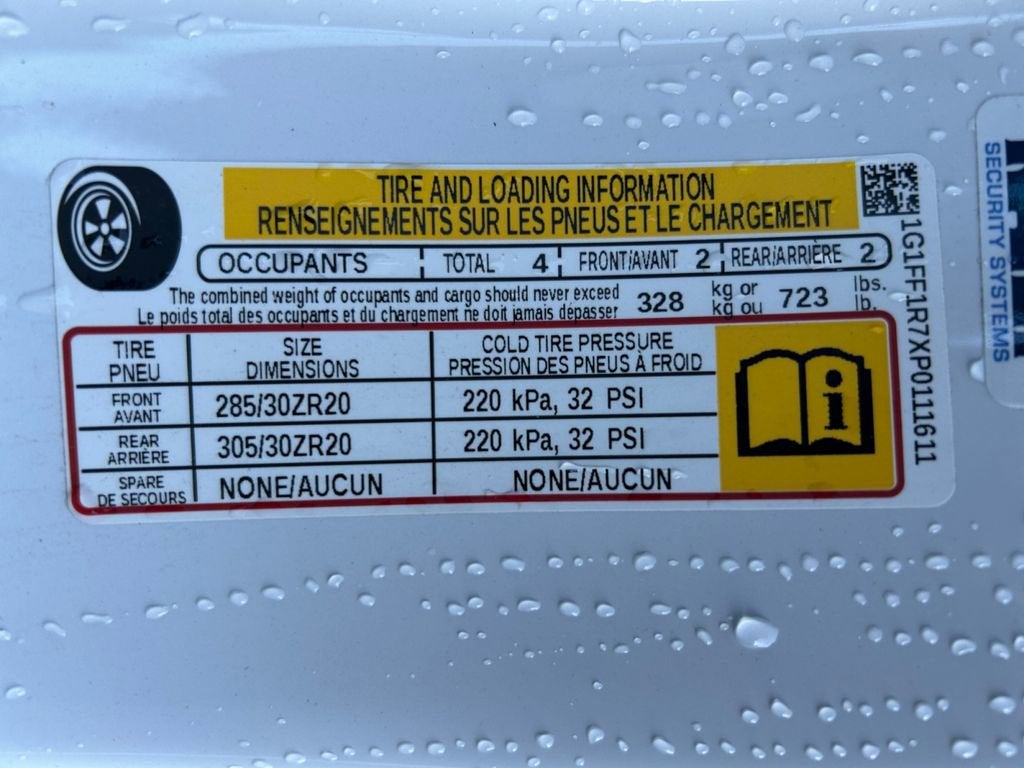 TIRE AND LOADING INFORMATION
RENSEIGNEMENTS SUR LES PNEUS ET LE CHARGEMENT
OCCUPANTS TOTAL 4 FRONT/AVANT 2 REAR/ARRIÈRE 2
The combined weight of occupants and cargo should never exceed 328 kg or 723 lbs.
Le poids total des occupants et du chargement ne doit jamais dépasser kg ou lb.
TIRE SIZE COLD TIRE PRESSURE
PNEU DIMENSIONS PRESSION DES PNEUS À FROID
FRONT
AVANT 285/30ZR20 220 kPa, 32 PSI
REAR
ARRIÈRE 305/30ZR20 220 kPa, 32 PSI
SPARE
DE SECOURS NONE/AUCUN NONE/AUCUN
i
1G1FF1R7XP0111611
SECURITY SYSTEMS